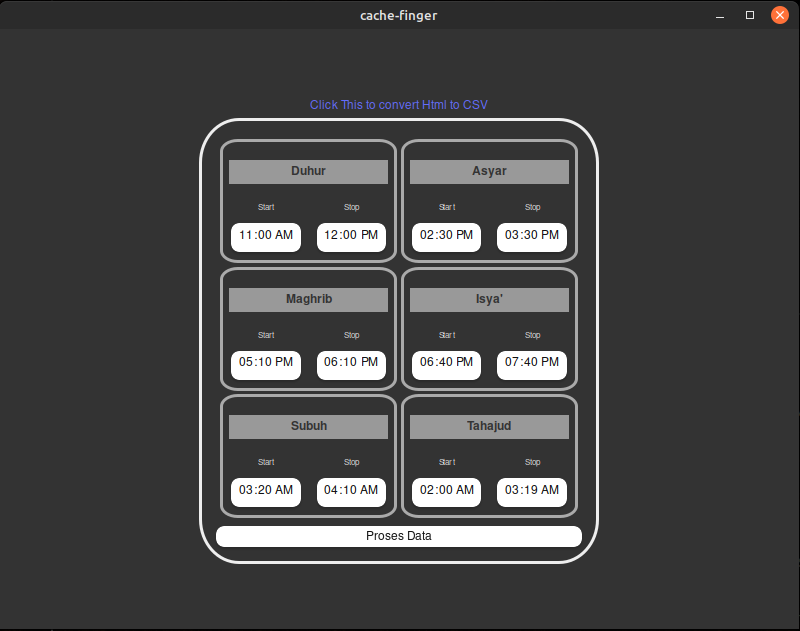 cache-finger
Click This to convert Html to CSV
Duhur
Start Stop
11:00 AM 12:00 PM
Asyar
Start Stop
02:30 PM 03:30 PM
Maghrib
Start Stop
05:10 PM 06:10 PM
Isya'
Start Stop
06:40 PM 07:40 PM
Subuh
Start Stop
03:20 AM 04:10 AM
Tahajud
Start Stop
02:00 AM 03:19 AM
Proses Data